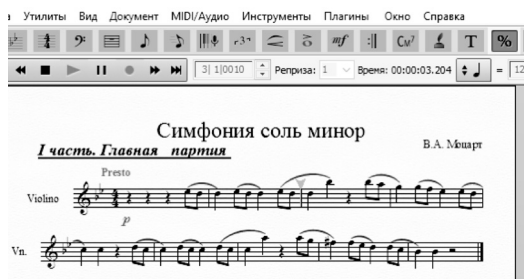 Утилиты Вид Документ MIDI/Аудио Инструменты Плагины Окно Справка
mf Cм7 T %
3| 1|0010 Реприза: 1 Время: 00:00:03.204 = 12
Симфония соль минор
I часть. Главная партия
В.А. Моцарт
Presto
Violino
p
Vn.